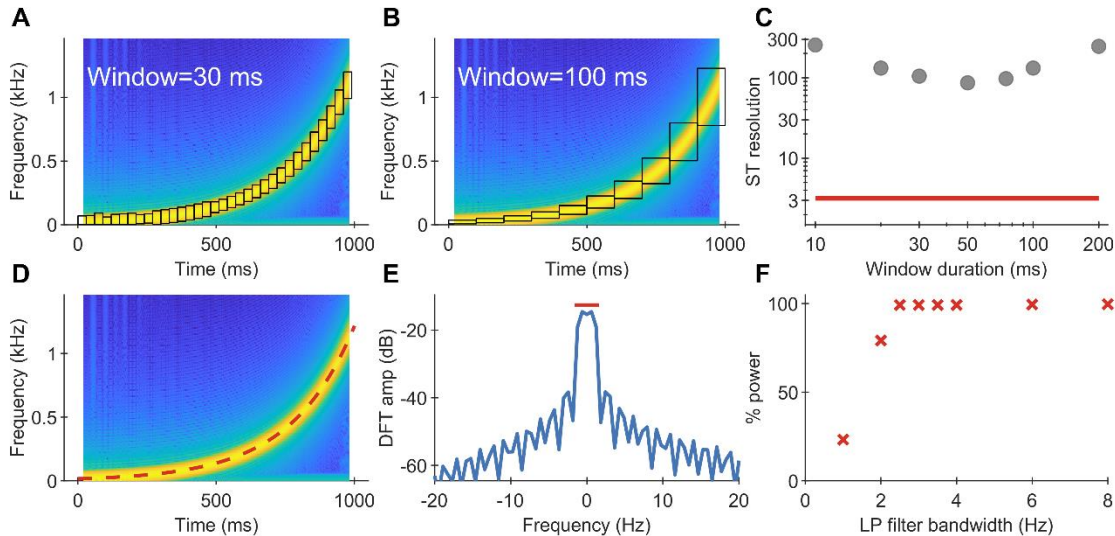 A
B
C
Window=30 ms
Window=100 ms
Frequency (kHz)
1
0.5
0
0
500
1000
Time (ms)
Frequency (kHz)
1
0.5
0
0
500
1000
Time (ms)
ST resolution
300
100
30
10
3
10
30
50
100
200
Window duration (ms)
D
E
F
Frequency (kHz)
1
0.5
0
0
500
1000
Time (ms)
DFT amp (dB)
-20
-40
-60
-20
-10
0
10
20
Frequency (Hz)
% power
100
50
0
2
4
6
8
LP filter bandwidth (Hz)